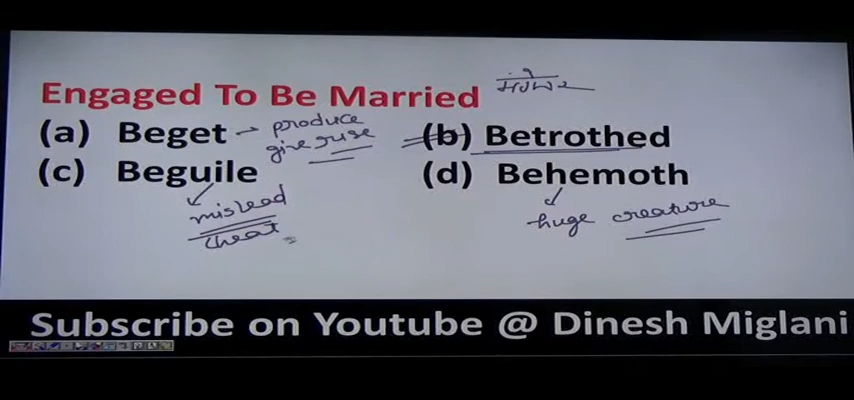 Engaged To Be Married मंगेतर
(a) Beget – produce (b) Betrothed
give rise
(c) Beguile (d) Behemoth
mislead huge creature
cheat
Subscribe on Youtube @ Dinesh Miglani